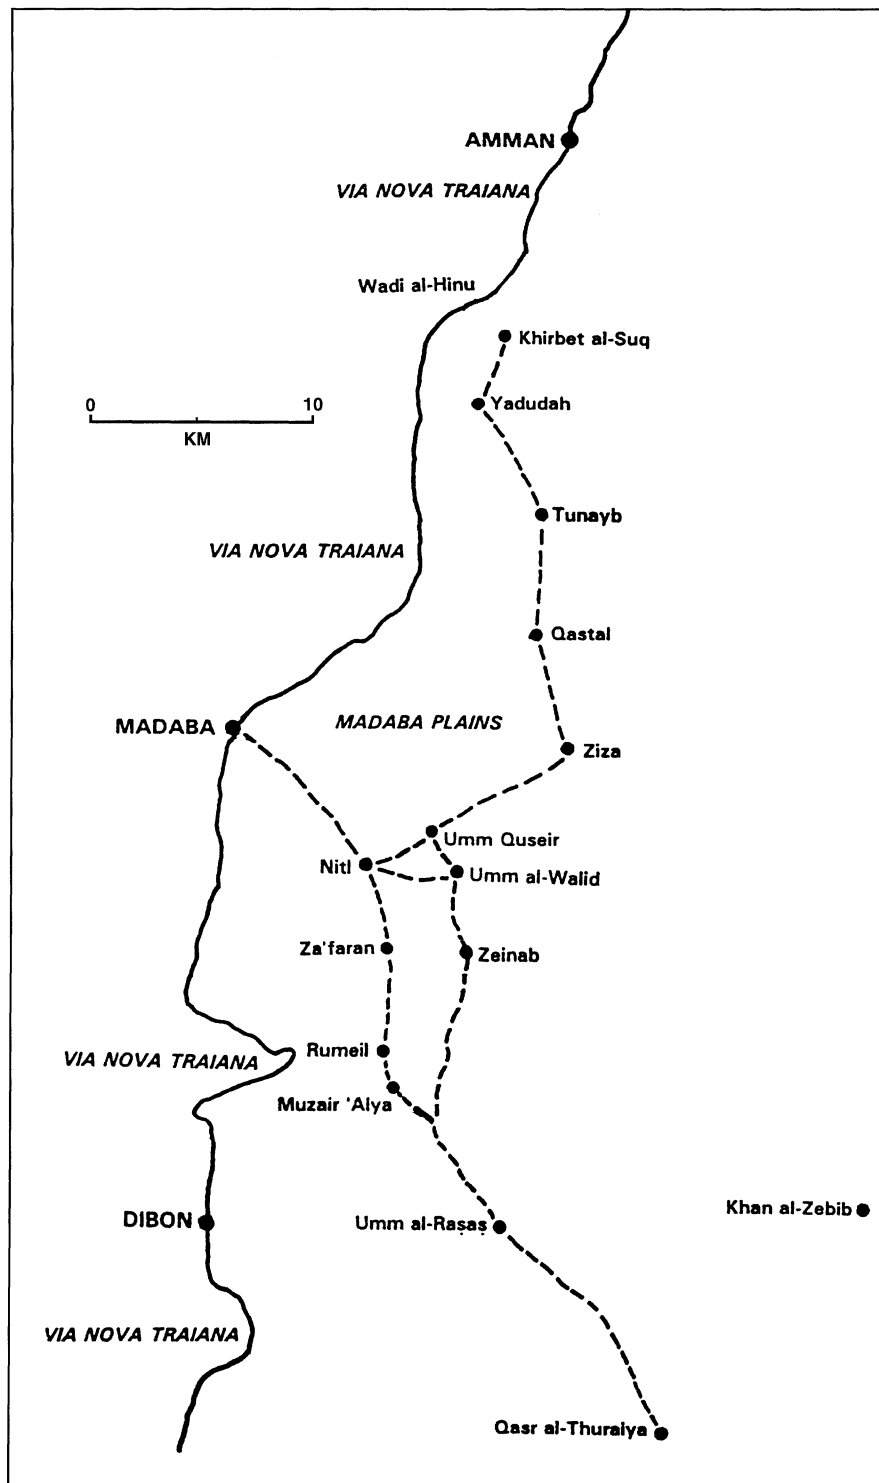 AMMAN
VIA NOVA TRAIANA
Wadi al-Hinu
Khirbet al-Suq
0 10
KM
Yadudah
Tunayb
VIA NOVA TRAIANA
Qastal
MADABA
MADABA PLAINS
Ziza
Umm Quseir
Nitl
Umm al-Walid
Za'faran
Zeinab
Rumeil
VIA NOVA TRAIANA
Muzair 'Alya
Khan al-Zebib
DIBON
Umm al-Raṣaṣ
VIA NOVA TRAIANA
Qasr al-Thuraiya